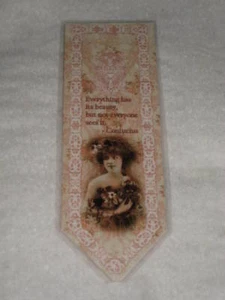 Everything has
its beauty,
but not everyone
sees it.
- Confucius